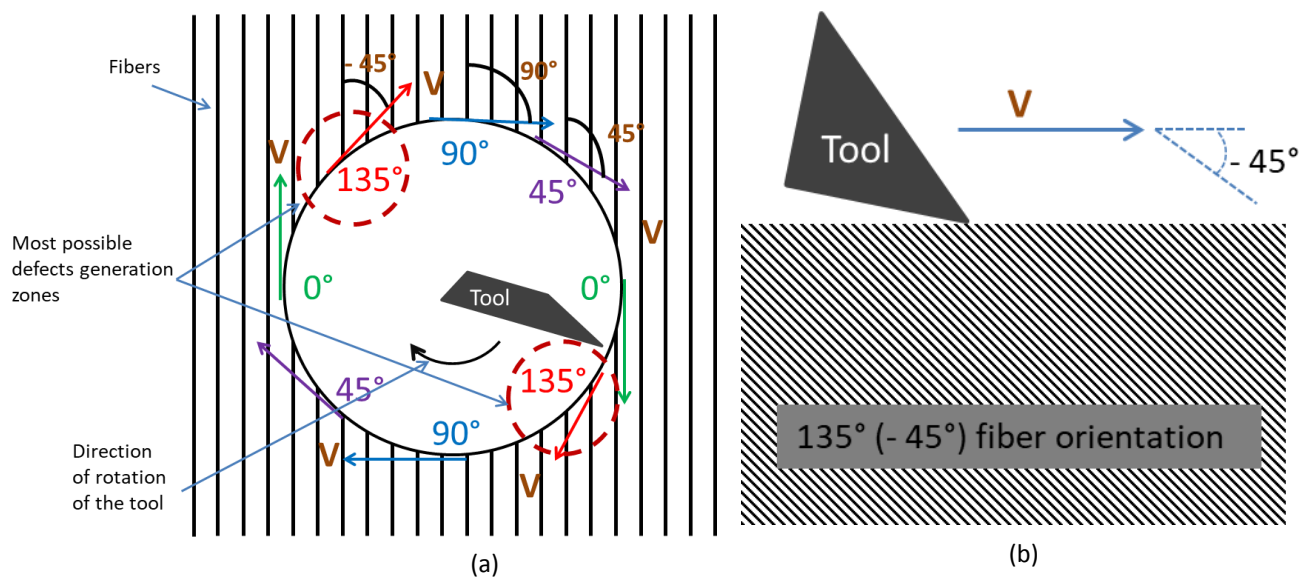 Fibers
- 45°
V
90°
45°
V
135°
90°
45°
V
Most possible
defects generation
zones
0°
Tool
0°
135°
45°
90°
Direction
of rotation
of the tool
V
V
(a)
Tool
V
- 45°
135° (- 45°) fiber orientation
(b)